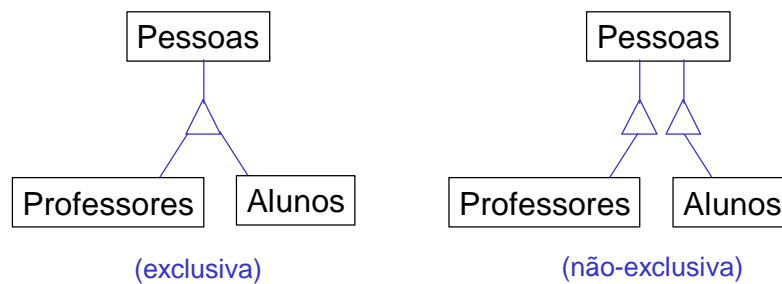 Pessoas
Professores
Alunos
(exclusiva)
Pessoas
Professores
Alunos
(não-exclusiva)